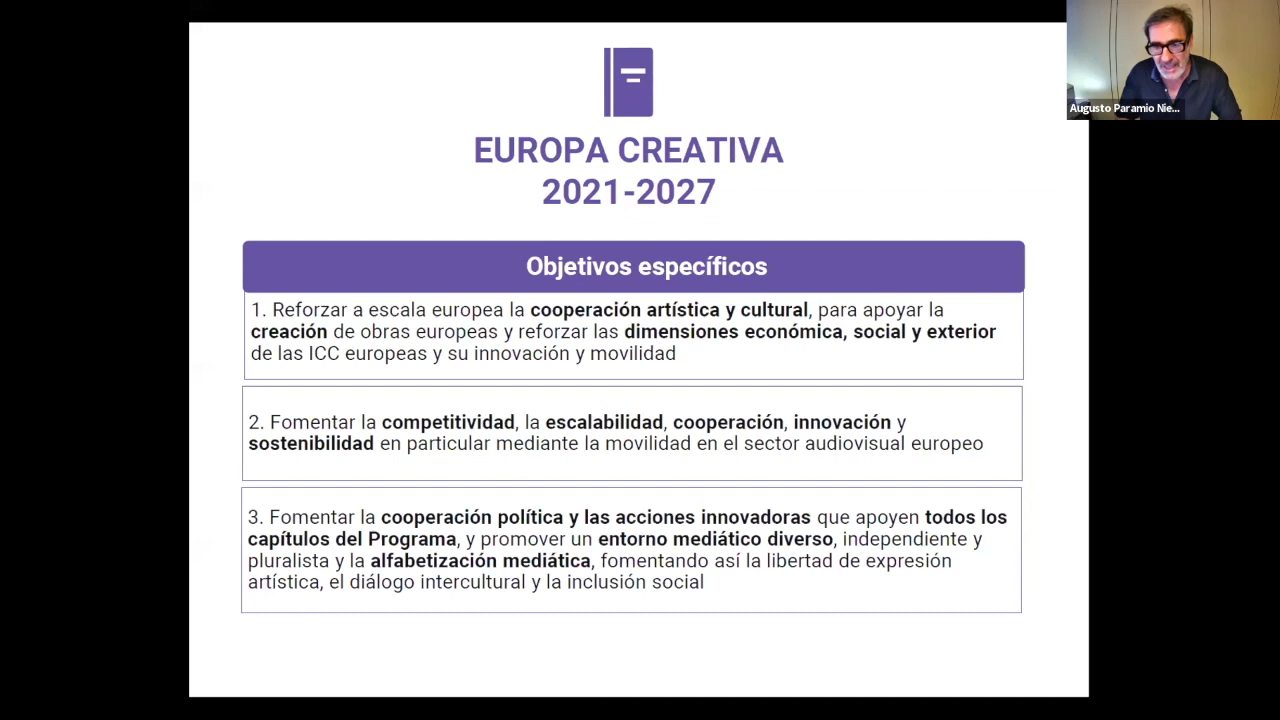 EUROPA CREATIVA
2021-2027
Objetivos específicos
1. Reforzar a escala europea la cooperación artística y cultural, para apoyar la
creación de obras europeas y reforzar las dimensiones económica, social y exterior
de las ICC europeas y su innovación y movilidad
2. Fomentar la competitividad, la escalabilidad, cooperación, innovación y
sostenibilidad en particular mediante la movilidad en el sector audiovisual europeo
3. Fomentar la cooperación política y las acciones innovadoras que apoyen todos los
capítulos del Programa, y promover un entorno mediático diverso, independiente y
pluralista y la alfabetización mediática, fomentando así la libertad de expresión
artística, el diálogo intercultural y la inclusión social
Augusto Paramio Nie...